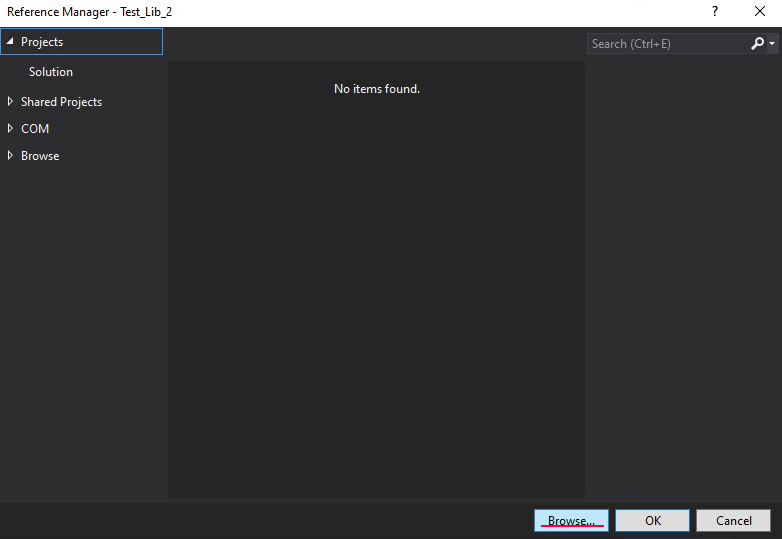 Reference Manager - Test_Lib_2
?
Projects
Search (Ctrl+E)
Solution
No items found.
Shared Projects
COM
Browse
Browse...
OK
Cancel